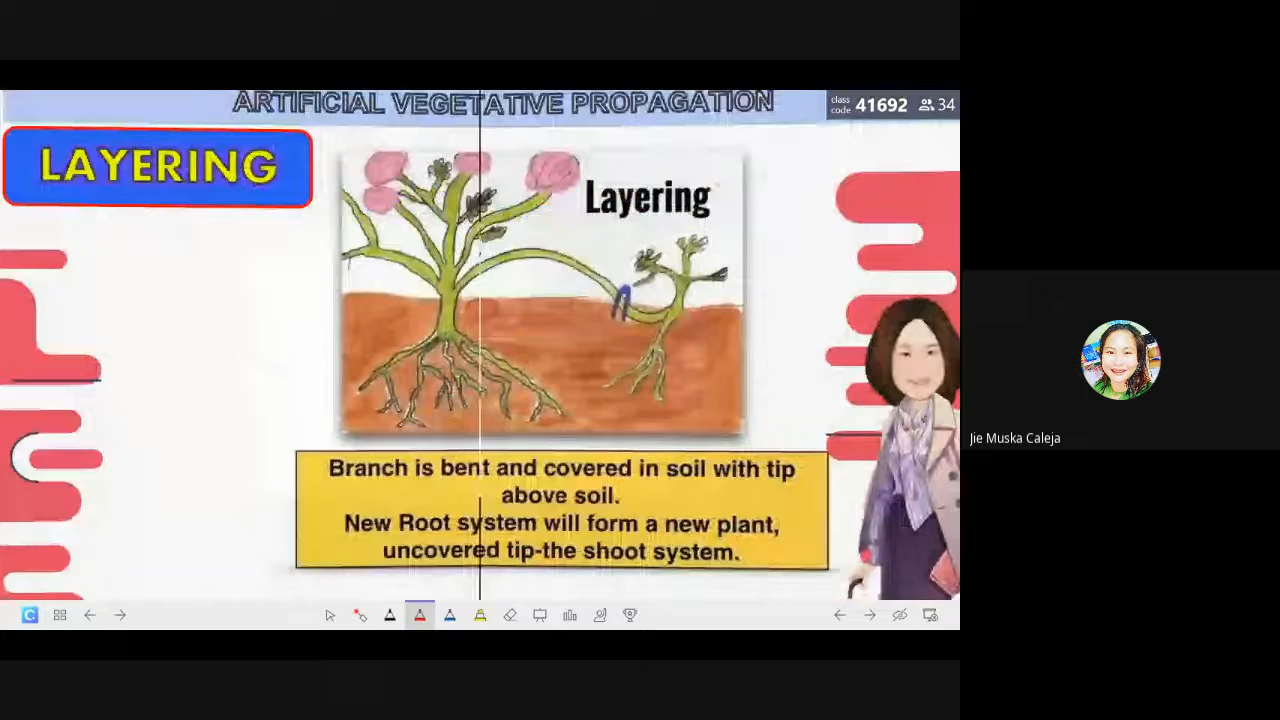 ARTIFICIAL VEGETATIVE PROPAGATION
class
code 41692 34
LAYERING
Layering
Branch is bent and covered in soil with tip
above soil.
New Root system will form a new plant,
uncovered tip-the shoot system.
Jie Muska Caleja